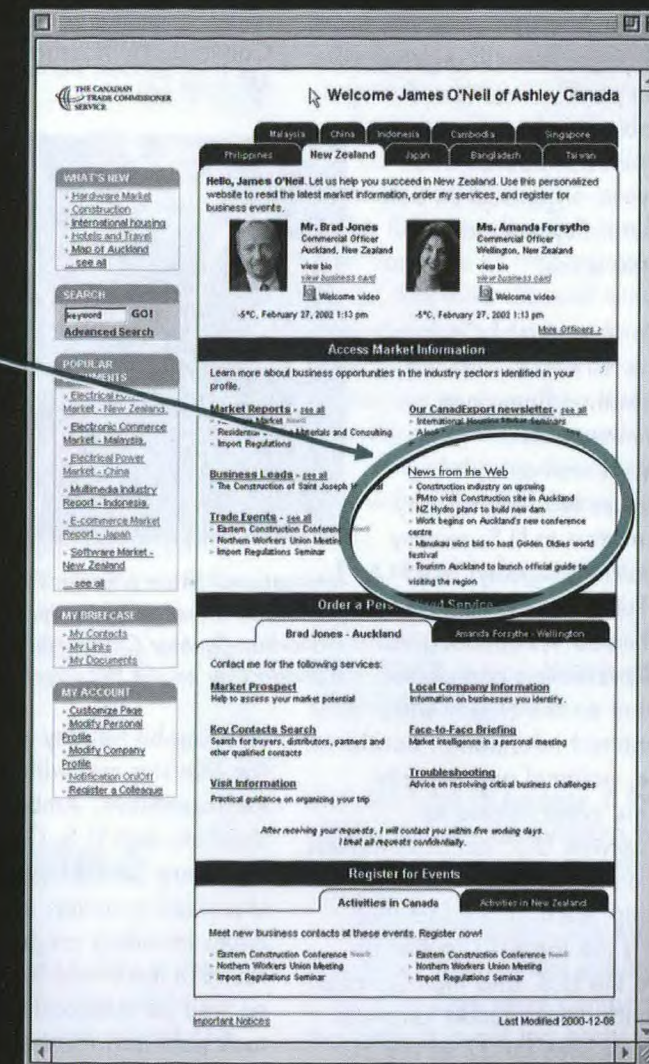 THE CANADIAN
TRADE COMMISSIONER
SERVICE
Welcome James O'Neil of Ashley Canada
Malaysia China Indonesia Cambodia Singapore
Philippines New Zealand Japan Bangladesh Taiwan
Hello, James O'Neil. Let us help you succeed in New Zealand. Use this personalized
website to read the latest market information, order my services, and register for
business events.
Mr. Brad Jones
Commercial Officer
Auckland, New Zealand
view bio
view business card
Welcome video
-5°C, February 27, 2002 1:13 pm
Ms. Amanda Forsythe
Commercial Officer
Wellington, New Zealand
view bio
view business card
Welcome video
-5°C, February 27, 2002 1:13 pm
More Officers >
WHAT'S NEW
Hardware Market
Construction
International housing
Hotels and Travel
Map of Auckland
... see all
SEARCH
keyword GO!
Advanced Search
POPULAR
Electrical
Market - New Zealand.
Electronic Commerce
Market - Malaysia.
Electrical Power
Market - China
Multimedia Industry
Report - Indonesia.
E-commerce Market
Report - Japan
Software Market -
New Zealand
... see all
MY BRIEFCASE
My Contacts
My Links
My Documents
MY ACCOUNT
Customize Page
Modify Personal
Profile
Modify Company
Profile
Notification On/Off
Register a Colleague
Access Market Information
Learn more about business opportunities in the industry sectors identified in your
profile.
Market Reports - see all
Market New!
Residential Materials and Consulting
Import Regulations
Business Leads - see all
The Construction of Saint Joseph
Trade Events - see all
Eastern Construction Conference New!
Northern Workers Union Meeting
Import Regulations Seminar
Our CanadExport newsletter - see all
International Housing Market Seminars
News from the Web
Construction industry on upswing
PM to visit Construction site in Auckland
NZ Hydro plans to build new dam
Work begins on Auckland's new conference
centre
Manukau wins bid to host Golden Oldies world
festival
Tourism Auckland to launch official guide to
visiting the region
Order a Service
Brad Jones - Auckland Amanda Forsythe - Wellington
Contact me for the following services:
Market Prospect
Help to assess your market potential
Key Contacts Search
Search for buyers, distributors, partners and
other qualified contacts
Visit Information
Practical guidance on organizing your trip
Local Company Information
Information on businesses you identify.
Face-to-Face Briefing
Market intelligence in a personal meeting
Troubleshooting
Advice on resolving critical business challenges
After receiving your requests, I will contact you within five working days.
I treat all requests confidentially.
Register for Events
Activities in Canada Activities in New Zealand
Meet new business contacts at these events. Register now!
Eastern Construction Conference New!
Northern Workers Union Meeting
Import Regulations Seminar
Eastern Construction Conference New!
Northern Workers Union Meeting
Import Regulations Seminar
Important Notices
Last Modified 2000-12-08